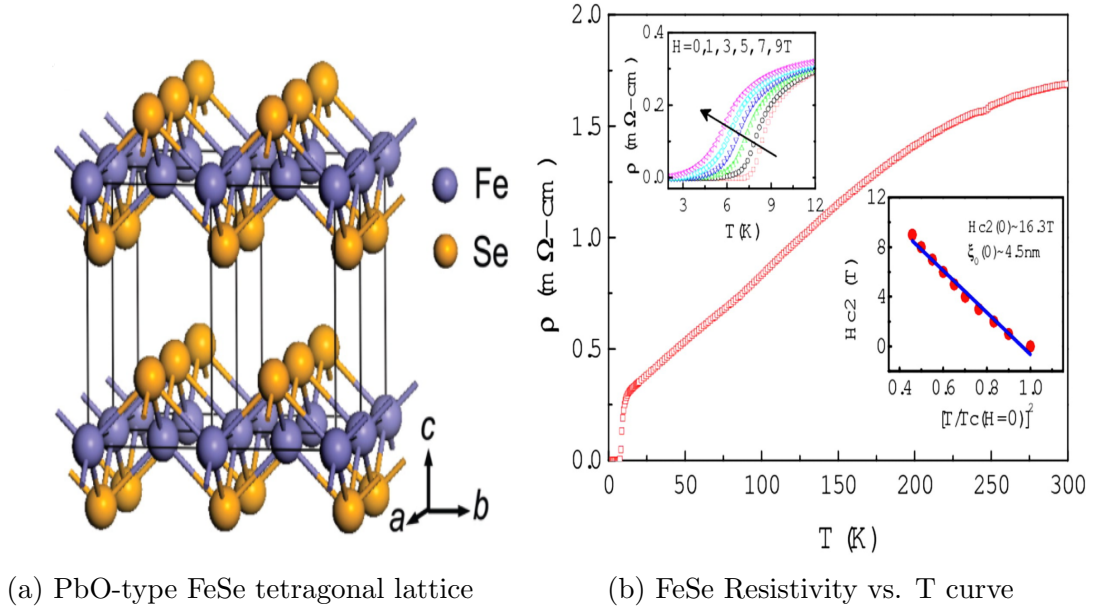 Fe
Se
c
a
b
2.0
1.5
1.0
0.5
0.0
ρ (m Ω−cm)
0 50 100 150 200 250 300
T (K)
H=0,1,3,5,7,9T
0.4
0.2
0.0
ρ (m Ω−cm)
3 6 9 12
T (K)
Hc2(0)~16.3T
ξ₀(0)~4.5nm
12
8
4
0
Hc2 (T)
0.4 0.6 0.8 1.0
[T/Tc(H=0)]²
(a) PbO-type FeSe tetragonal lattice
(b) FeSe Resistivity vs. T curve